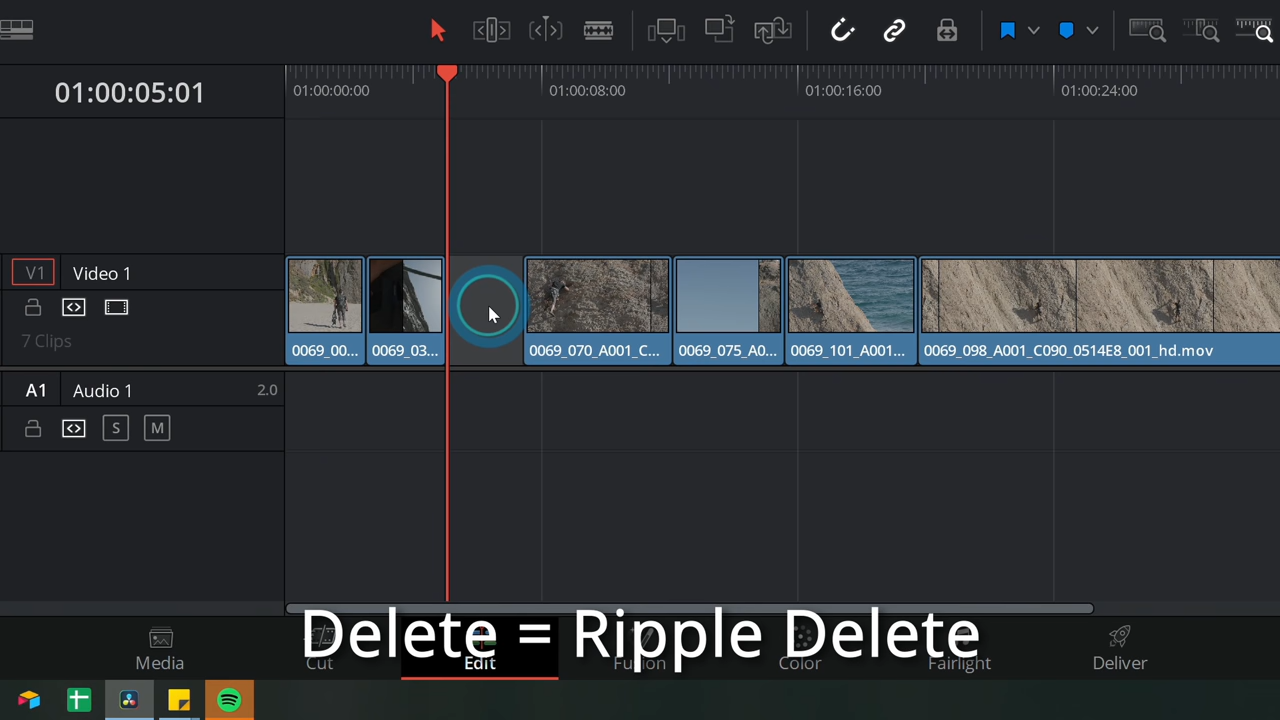 01:00:05:01
01:00:00:00
01:00:08:00
01:00:16:00
01:00:24:00
V1 Video 1
7 Clips
0069_00...
0069_03...
0069_070_A001_C...
0069_075_A0...
0069_101_A001...
0069_098_A001_C090_0514E8_001_hd.mov
A1 Audio 1 2.0
S M
Delete = Ripple Delete
Media
Cut
Edit
Fusion
Color
Fairlight
Deliver